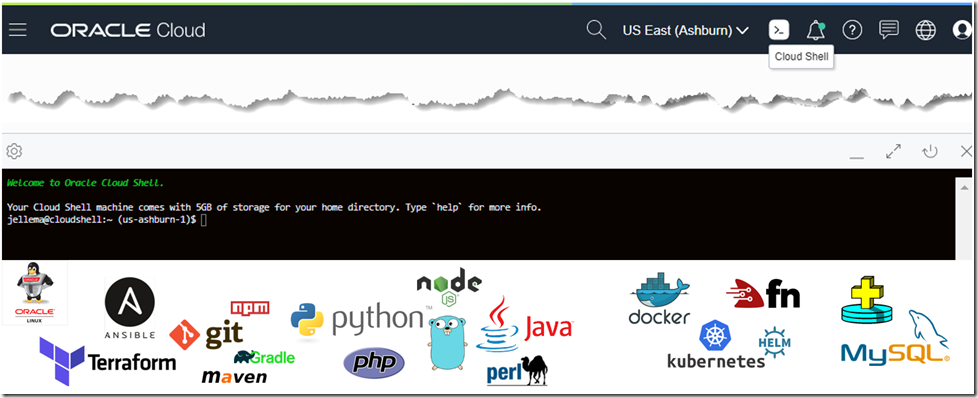 ORACLE Cloud
US East (Ashburn)
Cloud Shell
Welcome to Oracle Cloud Shell.
Your Cloud Shell machine comes with 5GB of storage for your home directory. Type `help` for more info.
jellema@cloudshell:~ (us-ashburn-1)$
ORACLE
LINUX
A
ANSIBLE
npm
git
python™
node
JS
Java™
docker
fn
Terraform
Gradle
maven
php
perl
kubernetes
HELM
MySQL®